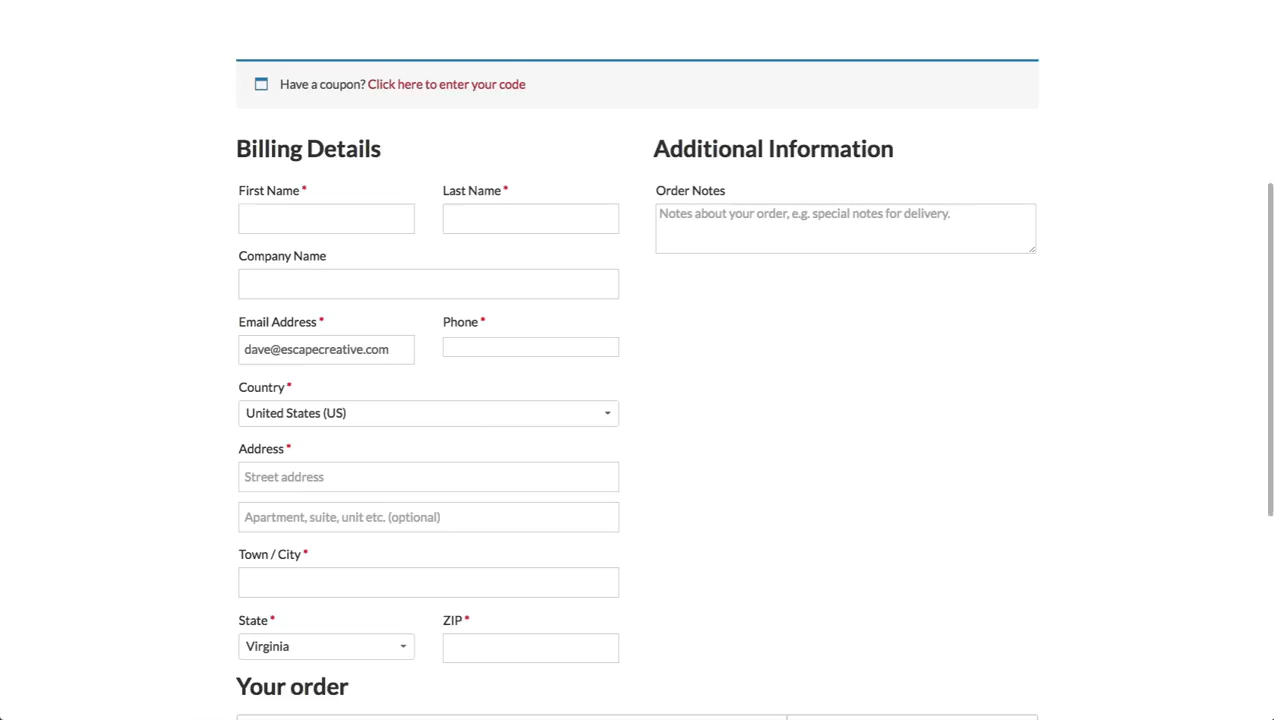 Have a coupon? Click here to enter your code
Billing Details
Additional Information
First Name *
Last Name *
Order Notes
Notes about your order, e.g. special notes for delivery.
Company Name
Email Address *
Phone *
dave@escapecreative.com
Country *
United States (US)
Address *
Street address
Apartment, suite, unit etc. (optional)
Town / City *
State *
ZIP *
Virginia
Your order